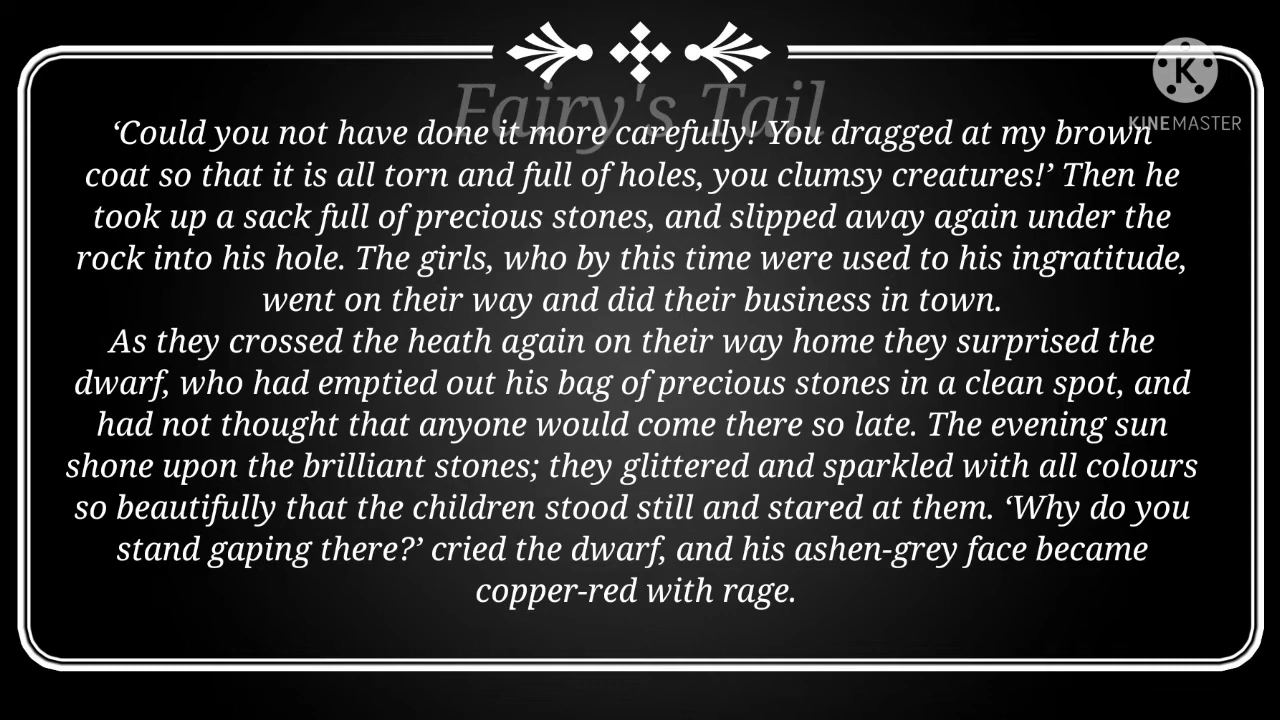 Fairy's Tail
K
KINEMASTER
‘Could you not have done it more carefully! You dragged at my brown
coat so that it is all torn and full of holes, you clumsy creatures!’ Then he
took up a sack full of precious stones, and slipped away again under the
rock into his hole. The girls, who by this time were used to his ingratitude,
went on their way and did their business in town.
As they crossed the heath again on their way home they surprised the
dwarf, who had emptied out his bag of precious stones in a clean spot, and
had not thought that anyone would come there so late. The evening sun
shone upon the brilliant stones; they glittered and sparkled with all colours
so beautifully that the children stood still and stared at them. ‘Why do you
stand gaping there?’ cried the dwarf, and his ashen-grey face became
copper-red with rage.